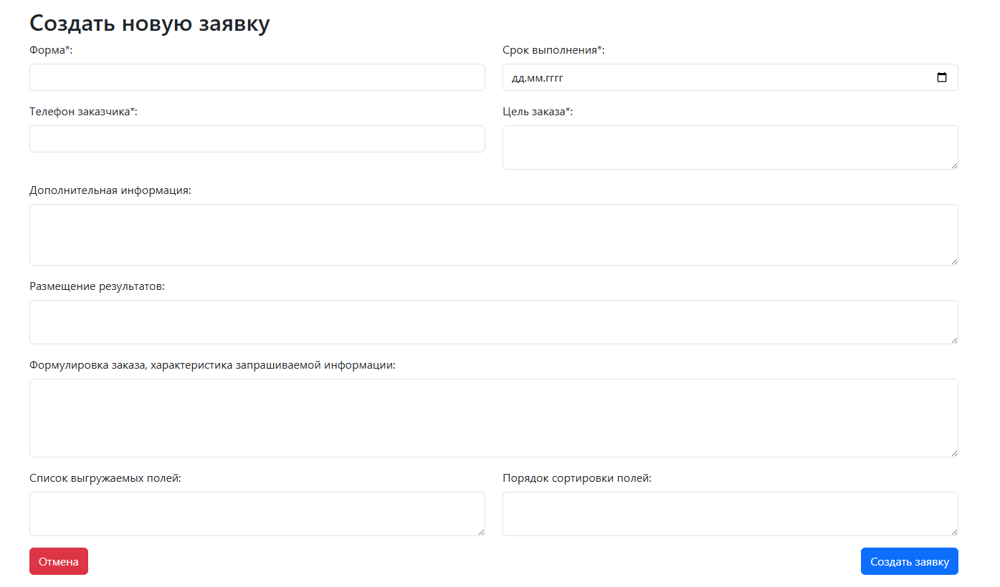 Создать новую заявку
Форма*:
Срок выполнения*:
дд.мм.гггг
Телефон заказчика*:
Цель заказа*:
Дополнительная информация:
Размещение результатов:
Формулировка заказа, характеристика запрашиваемой информации:
Список выгружаемых полей:
Порядок сортировки полей:
Отмена
Создать заявку